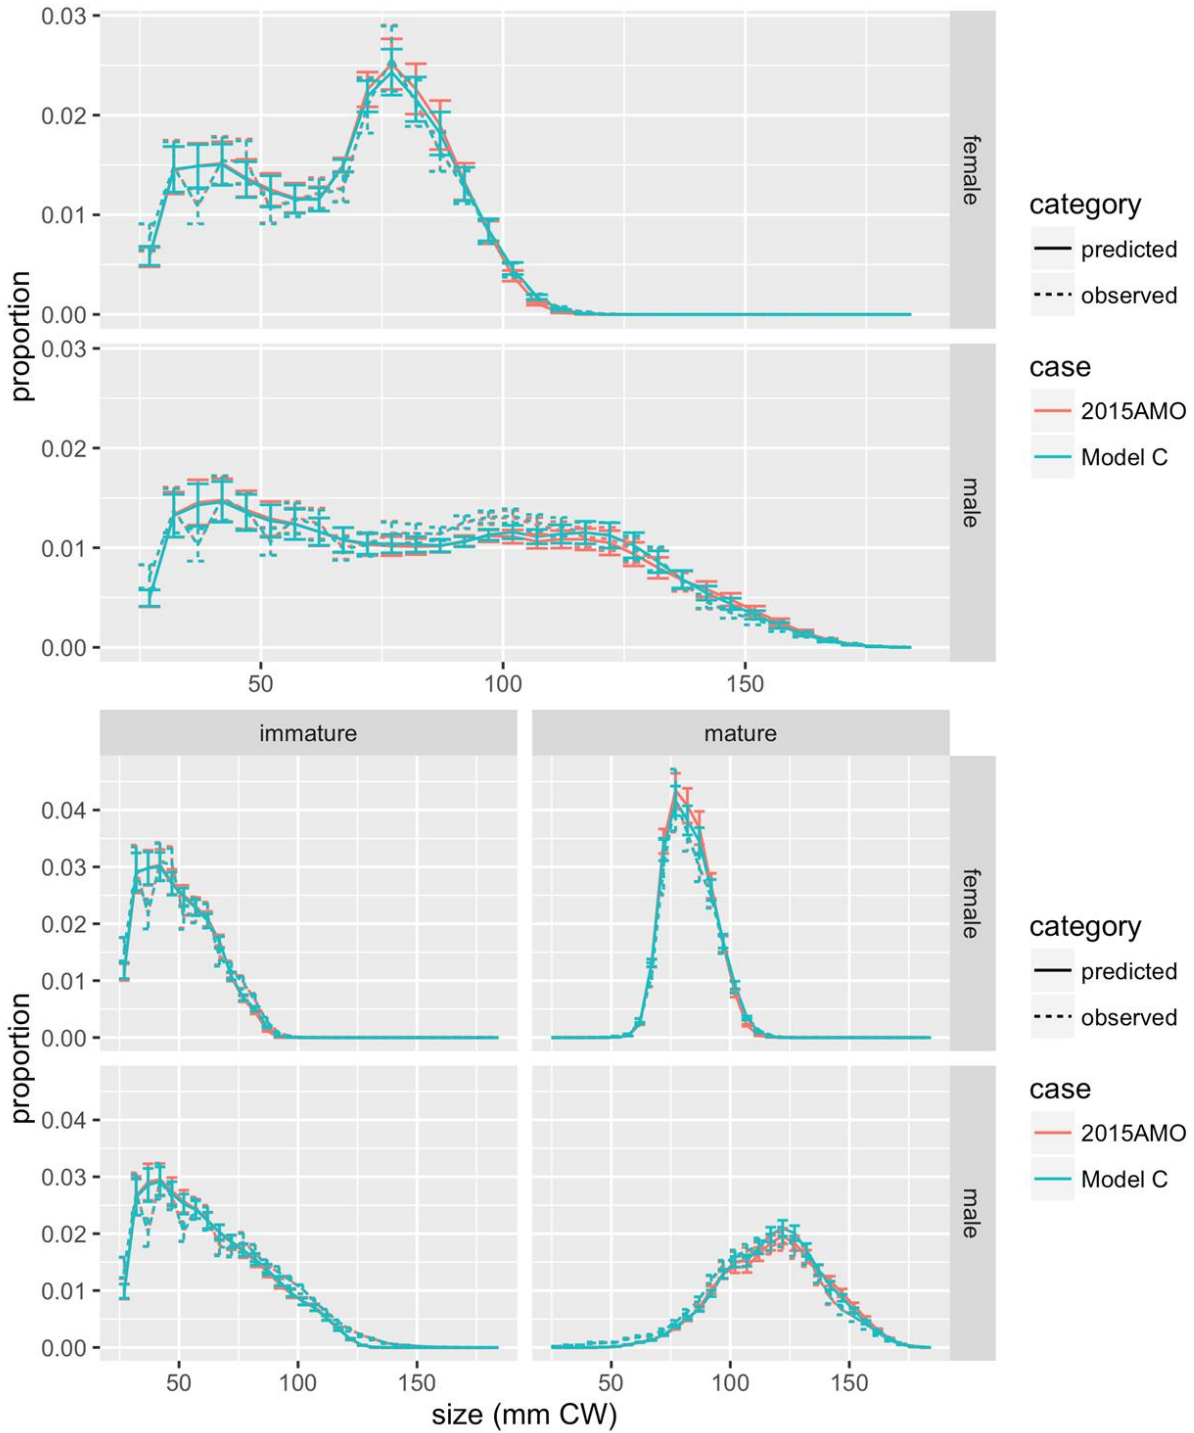 0.03
0.02
0.01
0.00
female
0.03
0.02
0.01
0.00
male
proportion
50
100
150
category
predicted
observed
case
2015AMO
Model C
immature
mature
0.04
0.03
0.02
0.01
0.00
female
0.04
0.03
0.02
0.01
0.00
male
proportion
50
100
150
50
100
150
size (mm CW)
category
predicted
observed
case
2015AMO
Model C